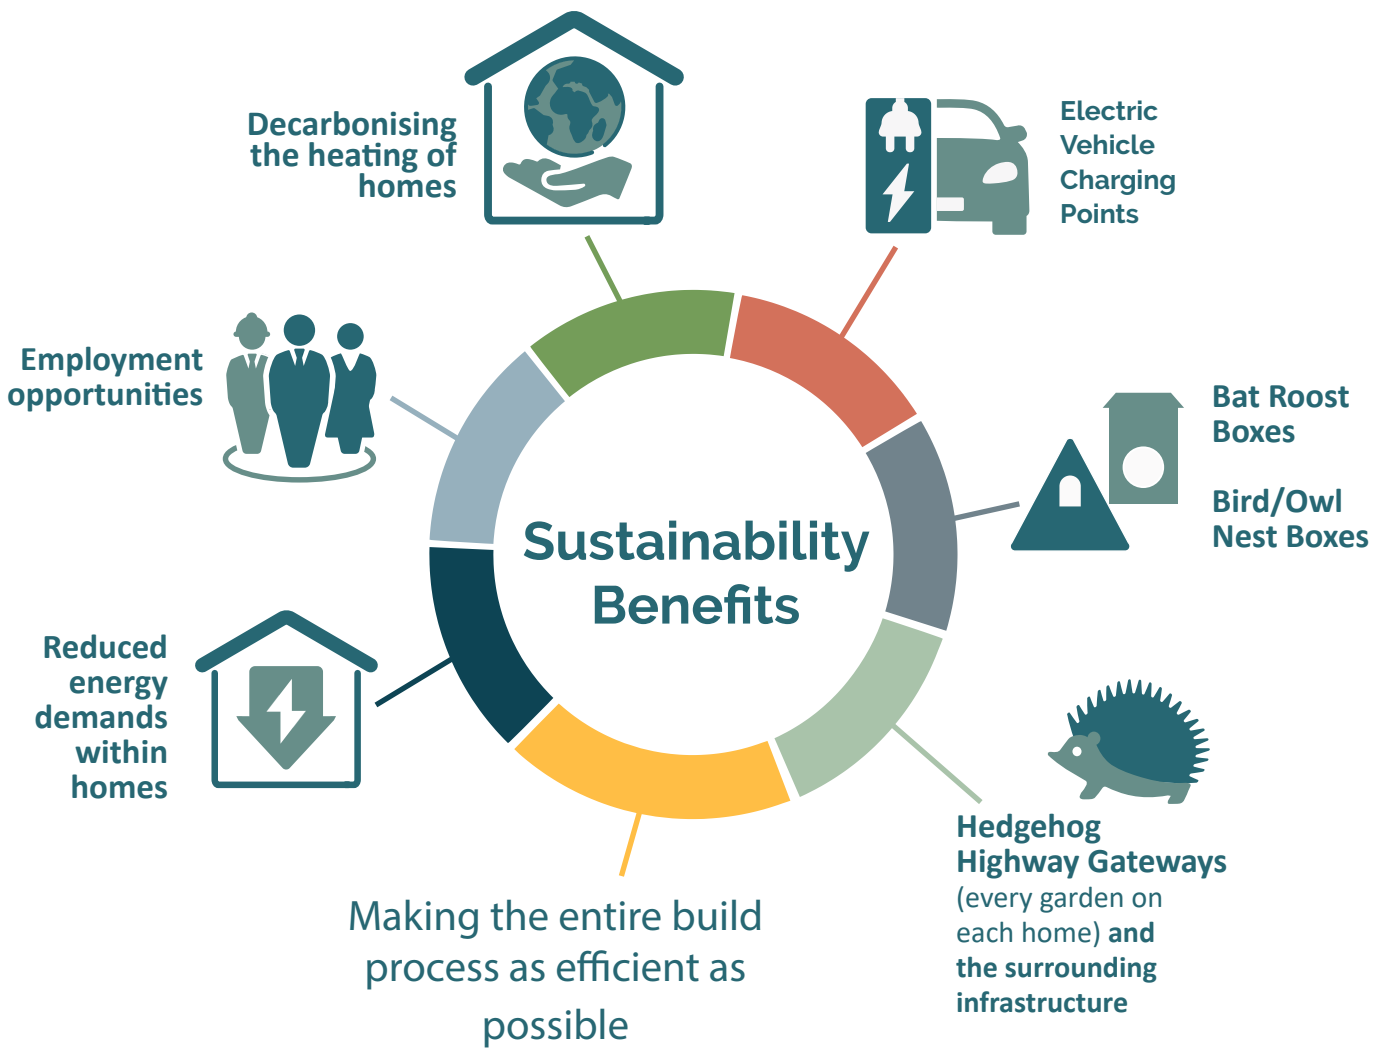 Decarbonising
the heating of
homes
Electric
Vehicle
Charging
Points
Employment
opportunities
Bat Roost
Boxes
Bird/Owl
Nest Boxes
Sustainability
Benefits
Reduced
energy
demands
within
homes
Hedgehog
Highway Gateways
(every garden on
each home) and
the surrounding
infrastructure
Making the entire build
process as efficient as
possible